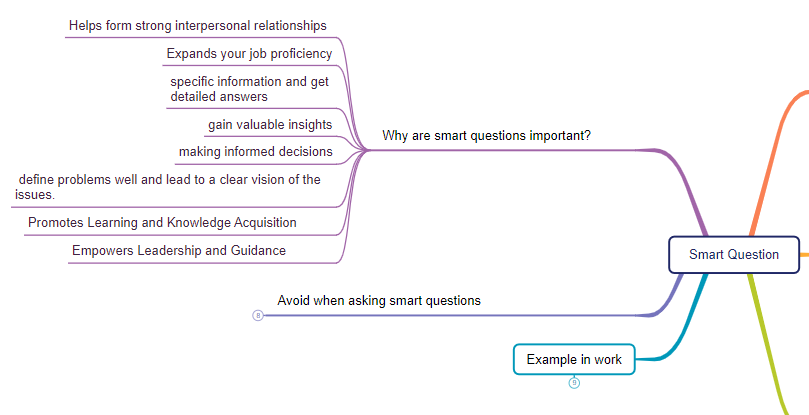 Helps form strong interpersonal relationships
Expands your job proficiency
specific information and get
detailed answers
gain valuable insights
making informed decisions
define problems well and lead to a clear vision of the
issues.
Promotes Learning and Knowledge Acquisition
Empowers Leadership and Guidance
Why are smart questions important?
Smart Question
Avoid when asking smart questions
8
Example in work
9